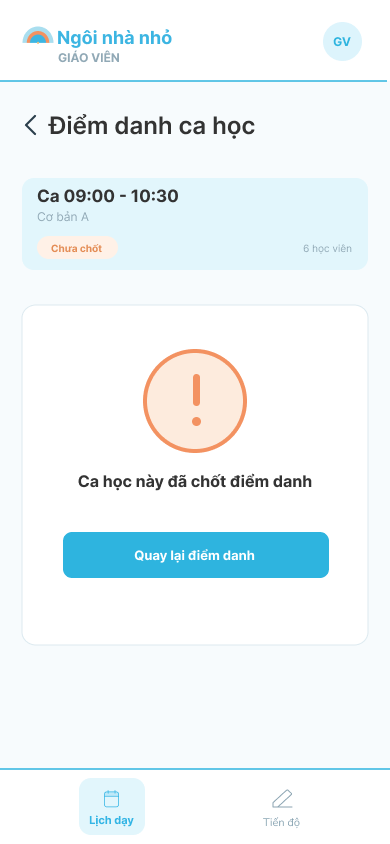 Ngôi nhà nhỏ
GIÁO VIÊN
GV
Điểm danh ca học
Ca 09:00 - 10:30
Cơ bản A
Chưa chốt
6 học viên
Ca học này đã chốt điểm danh
Quay lại điểm danh
Lịch dạy
Tiến độ